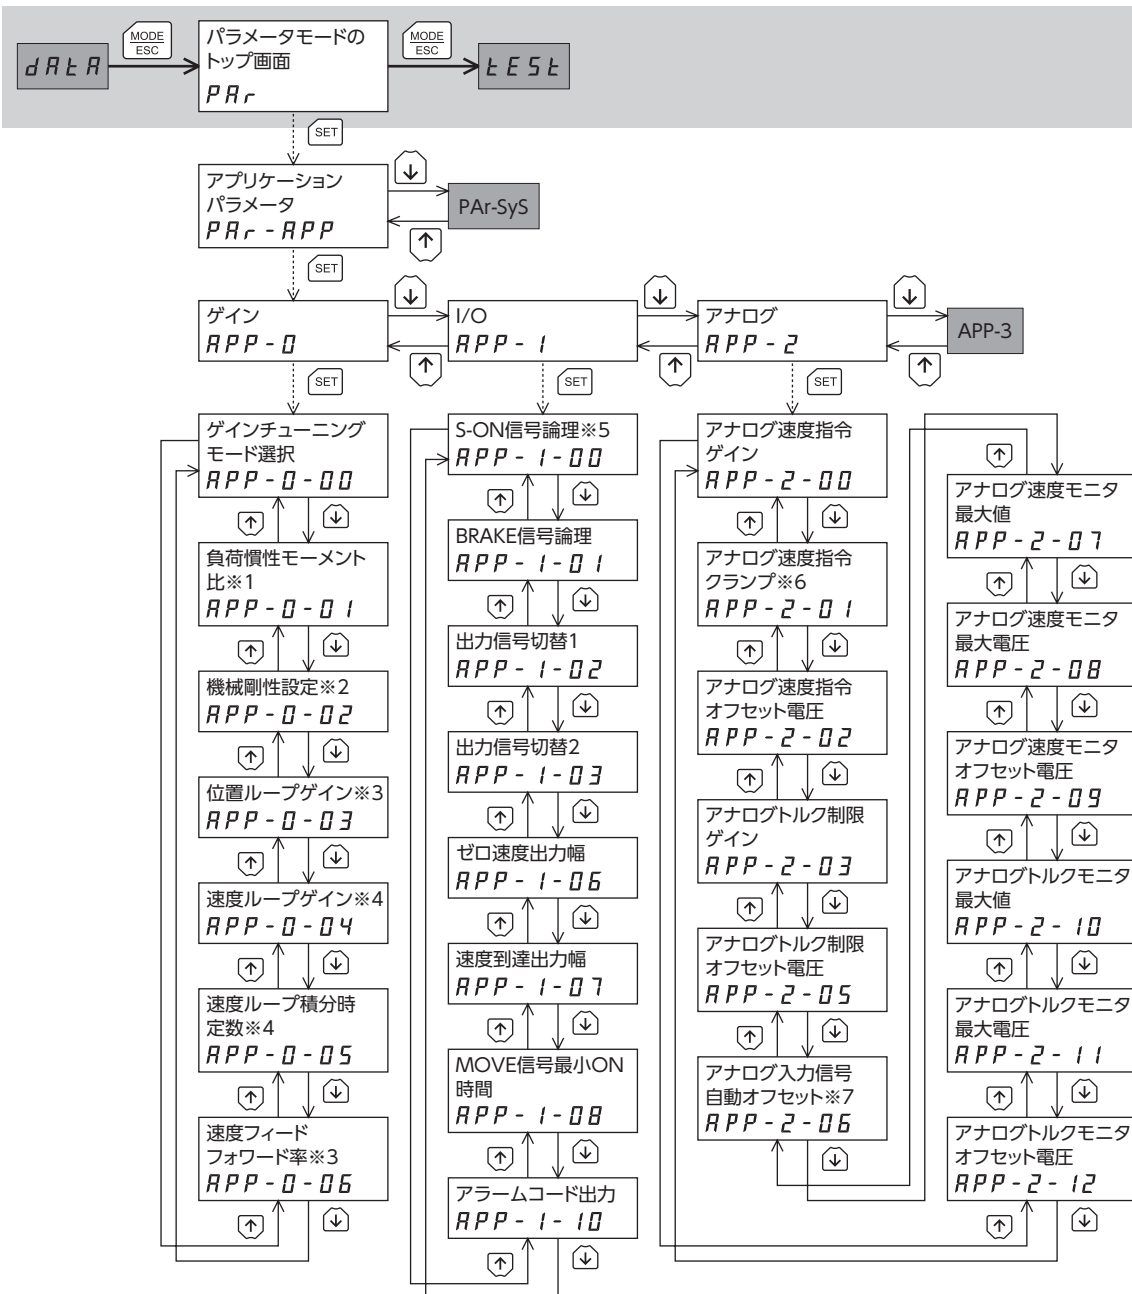 dAtA
MODE
ESC
パラメータモードの
トップ画面
PAr
MODE
ESC
tESt
SET
アプリケーション
パラメータ
PAr-APP
↓
↑
PAr-SyS
SET
ゲイン
APP-0
↓
↑
I/O
APP-1
↓
↑
アナログ
APP-2
↓
↑
APP-3
SET
SET
SET
ゲインチューニング
モード選択
APP-0-00
↑ ↓
負荷慣性モーメント
比※1
APP-0-01
↑ ↓
機械剛性設定※2
APP-0-02
↑ ↓
位置ループゲイン※3
APP-0-03
↑ ↓
速度ループゲイン※4
APP-0-04
↑ ↓
速度ループ積分時
定数※4
APP-0-05
↑ ↓
速度フィード
フォワード率※3
APP-0-06
↑ ↓
S-ON信号論理※5
APP-1-00
↑ ↓
BRAKE信号論理
APP-1-01
↑ ↓
出力信号切替1
APP-1-02
↑ ↓
出力信号切替2
APP-1-03
↑ ↓
ゼロ速度出力幅
APP-1-06
↑ ↓
速度到達出力幅
APP-1-07
↑ ↓
MOVE信号最小ON
時間
APP-1-08
↑ ↓
アラームコード出力
APP-1-10
↑ ↓
アナログ速度指令
ゲイン
APP-2-00
↑ ↓
アナログ速度指令
クランプ※6
APP-2-01
↑ ↓
アナログ速度指令
オフセット電圧
APP-2-02
↑ ↓
アナログトルク制限
ゲイン
APP-2-03
↑ ↓
アナログトルク制限
オフセット電圧
APP-2-05
↑ ↓
アナログ入力信号
自動オフセット※7
APP-2-06
↓
↑
アナログ速度モニタ
最大値
APP-2-07
↑ ↓
アナログ速度モニタ
最大電圧
APP-2-08
↑ ↓
アナログ速度モニタ
オフセット電圧
APP-2-09
↑ ↓
アナログトルクモニタ
最大値
APP-2-10
↑ ↓
アナログトルクモニタ
最大電圧
APP-2-11
↑ ↓
アナログトルクモニタ
オフセット電圧
APP-2-12
↑ ↓